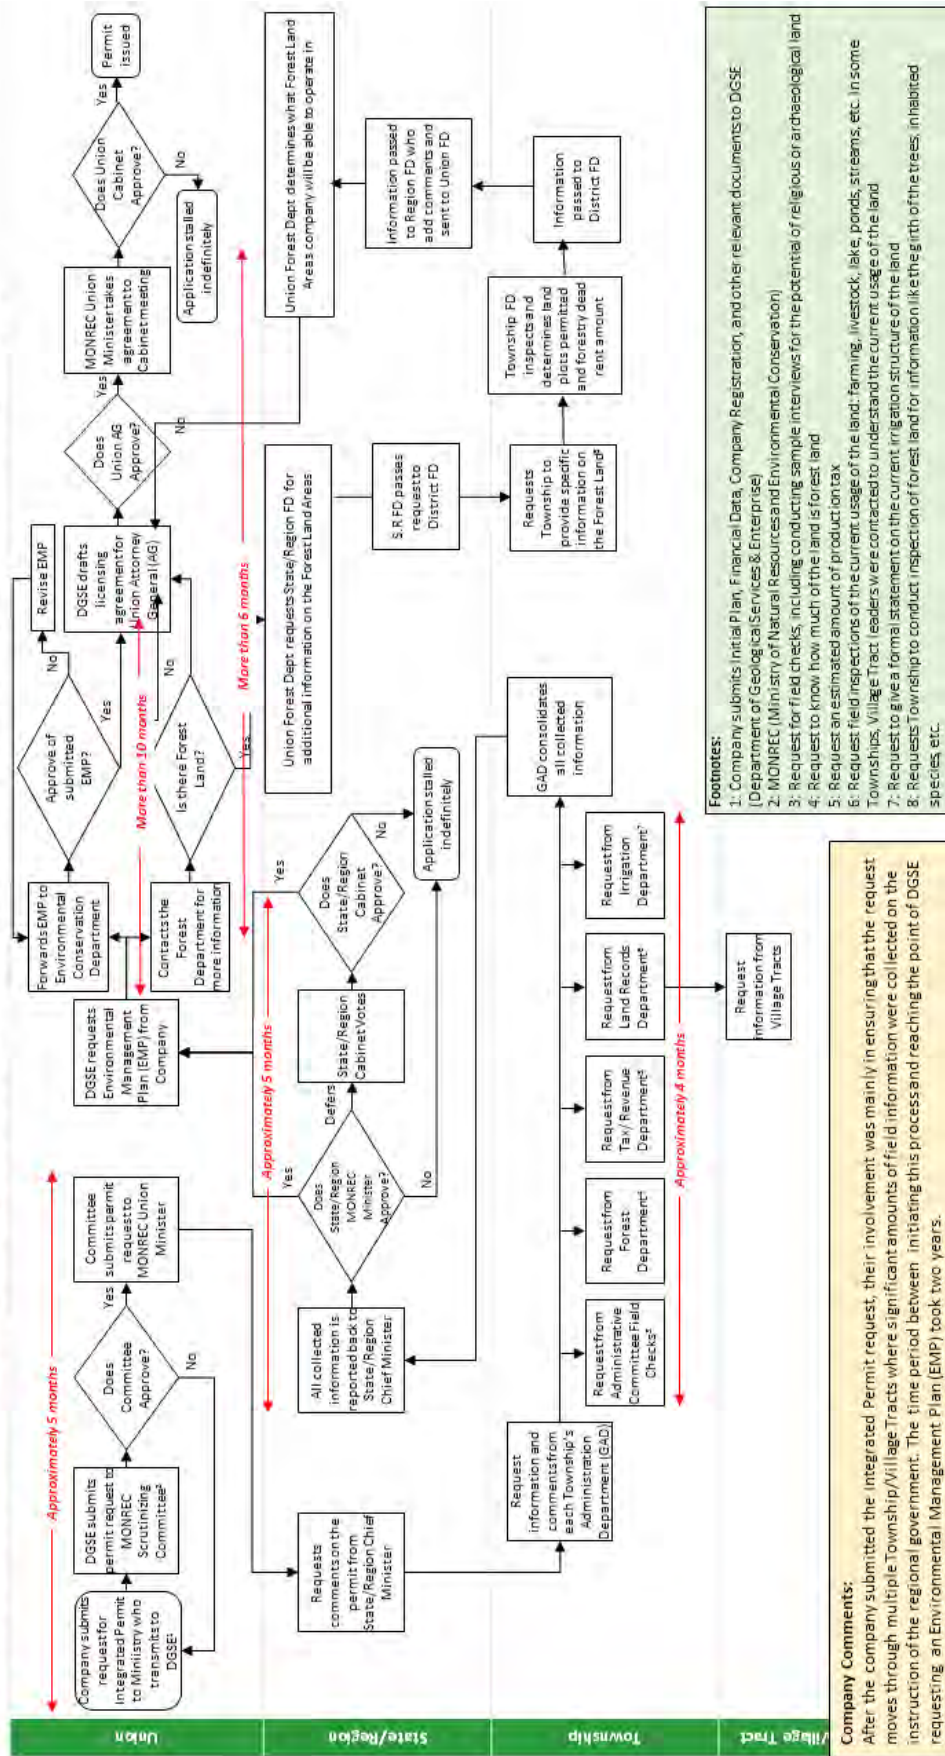 Union
Company submits
request for
Integrated Permit
to Miniistry who
transmits to
DGSE¹
DGSE submits
permit request to
MONREC
Scrutinizing
Committee²
Does
Committee
Approve?
Yes
No
Committee
submits permit
request to
MONREC Union
Minister
Approximately 5 months
DGSE requests
Environmental
Management
Plan (EMP) from
Company
Forwards EMP to
Environmental
Conservation
Department
Contacts the
Forest
Department for
more information
Approve of
submitted
EMP?
No
Yes
Revise EMP
More than 10 months
Is there Forest
Land?
No
Yes
DGSE drafts
licensing
agreement for
Union Attorney
General (AG)
Does
Union AG
Approve?
Yes
No
MONREC Union
Minister takes
agreement to
Cabinet meeting
Does Union
Cabinet
Approve?
Yes
No
Permit
issued
Application stalled
indefinitely
More than 6 months
State/Region
Requests
comments on the
permit from
State/Region Chief
Minister
All collected
information is
reported back to
State/Region
Chief Minister
Approximately 5 months
Does
State/Region
MONREC
Minister
Approve?
Yes
Defers
No
State/Region
Cabinet Votes
Does
State/Region
Cabinet
Approve?
Yes
No
Application stalled
indefinitely
Union Forest Dept requests State/Region FD for
additional information on the Forest Land Areas
Union Forest Dept determines what Forest Land
Areas company will be able to operate in
S.R FD passes
request to
District FD
Information passed
to Region FD who
add comments and
sent to Union FD
Township
Request
information and
comments from
each Township's
Administration
Department (GAD)
Request from
Administrative
Committee Field
Checks³
Request from
Forest
Department⁴
Request from
Tax/ Revenue
Department⁵
Request from
Land Records
Department⁶
Request from
Irrigation
Department⁷
Approximately 4 months
GAD consolidates
all collected
information
Requests
Township to
provide specific
information on
the Forest Land⁸
Township FD
inspects and
determines land
plots permitted
and forestry dead
rent amount
Information
passed to
District FD
Village Tract
Request
information from
Village Tracts
Company Comments:
After the company submitted the Integrated Permit request, their involvement was mainly in ensuring that the request
moves through multiple Township/Village Tracts where significant amounts of field information were collected on the
instruction of the regional government. The time period between initiating this process and reaching the point of DGSE
requesting an Environmental Management Plan (EMP) took two years.
Footnotes:
1: Company submits Initial Plan, Financial Data, Company Registration, and other relevant documents to DGSE
(Department of Geological Services & Enterprise)
2: MONREC (Ministry of Natural Resources and Environmental Conservation)
3: Request for field checks, including conducting sample interviews for the potential of religious or archaeological land
4: Request to know how much of the land is forest land
5: Request an estimated amount of production tax
6: Request field inspections of the current usage of the land: farming, livestock, lake, ponds, streams, etc. In some
Townships, Village Tract leaders were contacted to understand the current usage of the land
7: Request to give a formal statement on the current irrigation structure of the land
8: Requests Township to conduct inspection of forest land for information like the girth of the trees, inhabited
species, etc.